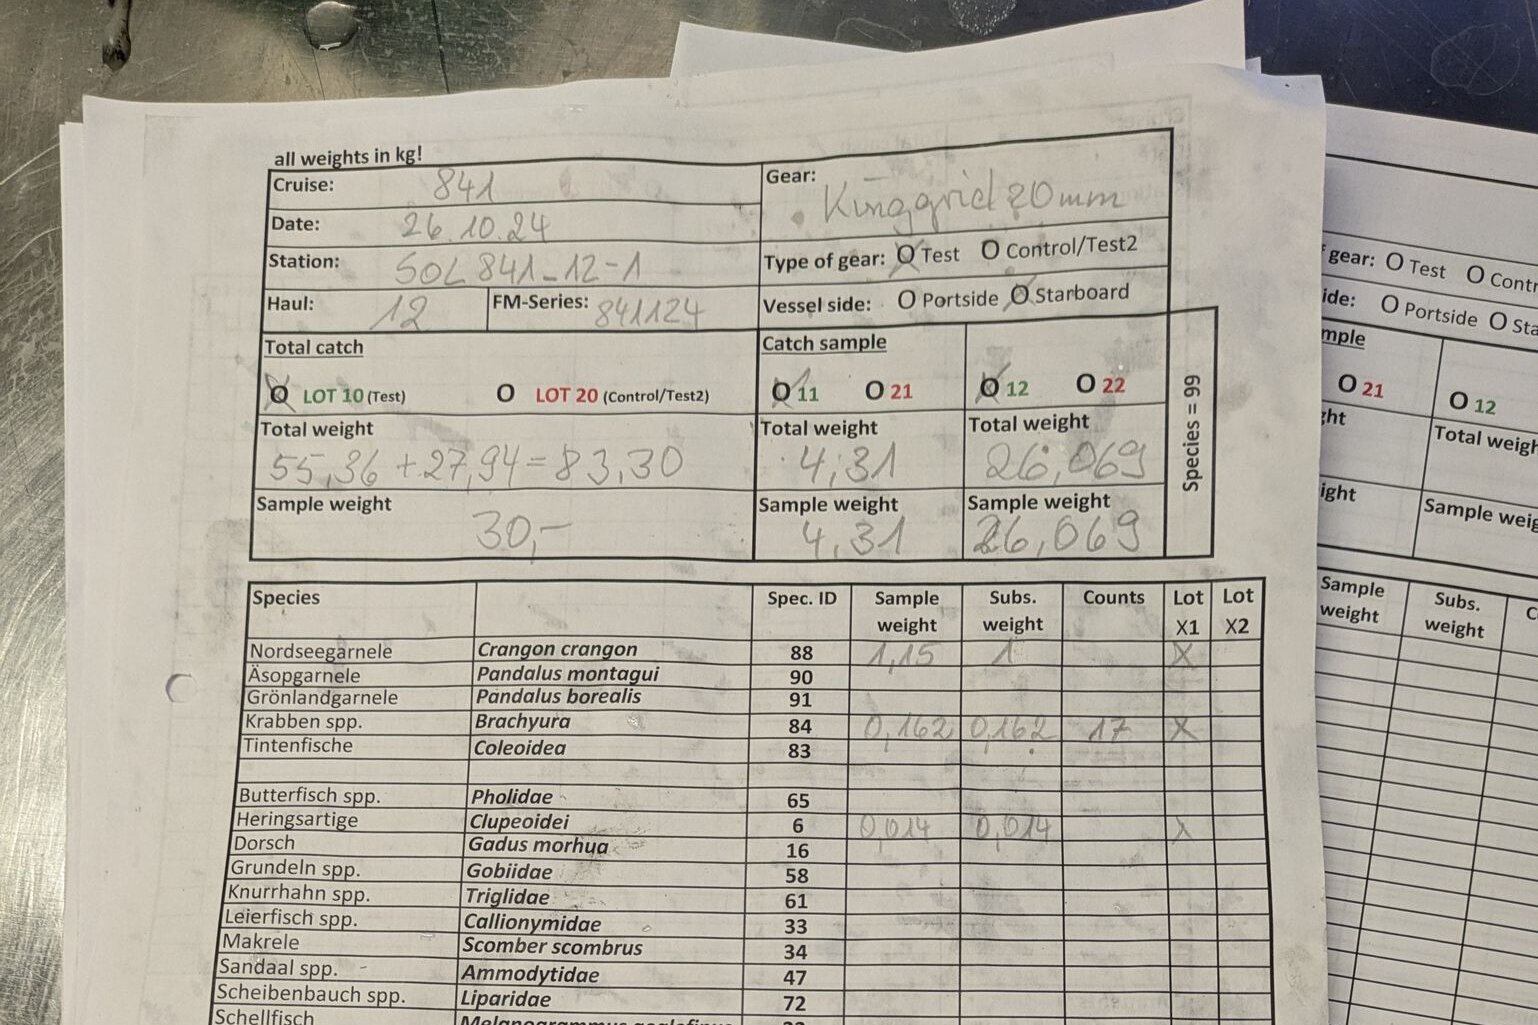 all weights in kg!
Cruise: 841
Gear: Kinggrid 20mm
Date: 26.10.24
Station: SOL 841-12-1
Type of gear: O Test O Control/Test2
Haul: 12 FM-Series: 841124
Vessel side: O Portside O Starboard
Total catch Catch sample
O LOT 10 (Test) O LOT 20 (Control/Test2) O 11 O 21 O 12 O 22
Species = 99
Total weight Total weight Total weight
55,36 + 27,94 = 83,30 4,31 26,069
Sample weight Sample weight Sample weight
30,- 4,31 26,069
Species Spec. ID Sample weight Subs. weight Counts Lot X1 Lot X2
Nordseegarnele Crangon crangon 88 1,15 1 X
Äsopgarnele Pandalus montagui 90
Grönlandgarnele Pandalus borealis 91
Krabben spp. Brachyura 84 0,162 0,162 17 X
Tintenfische Coleoidea 83
Butterfisch spp. Pholidae 65
Heringsartige Clupeoidei 6 0,014 0,014 X
Dorsch Gadus morhua 16
Grundeln spp. Gobiidae 58
Knurrhahn spp. Triglidae 61
Leierfisch spp. Callionymidae 33
Makrele Scomber scombrus 34
Sandaal spp. Ammodytidae 47
Scheibenbauch spp. Liparidae 72
Schellfisch
gear: O Test O Contr
ide: O Portside O Sta
mple
O 21 O 12
ght Total weigh
ight Sample weig
Sample weight Subs. weight C